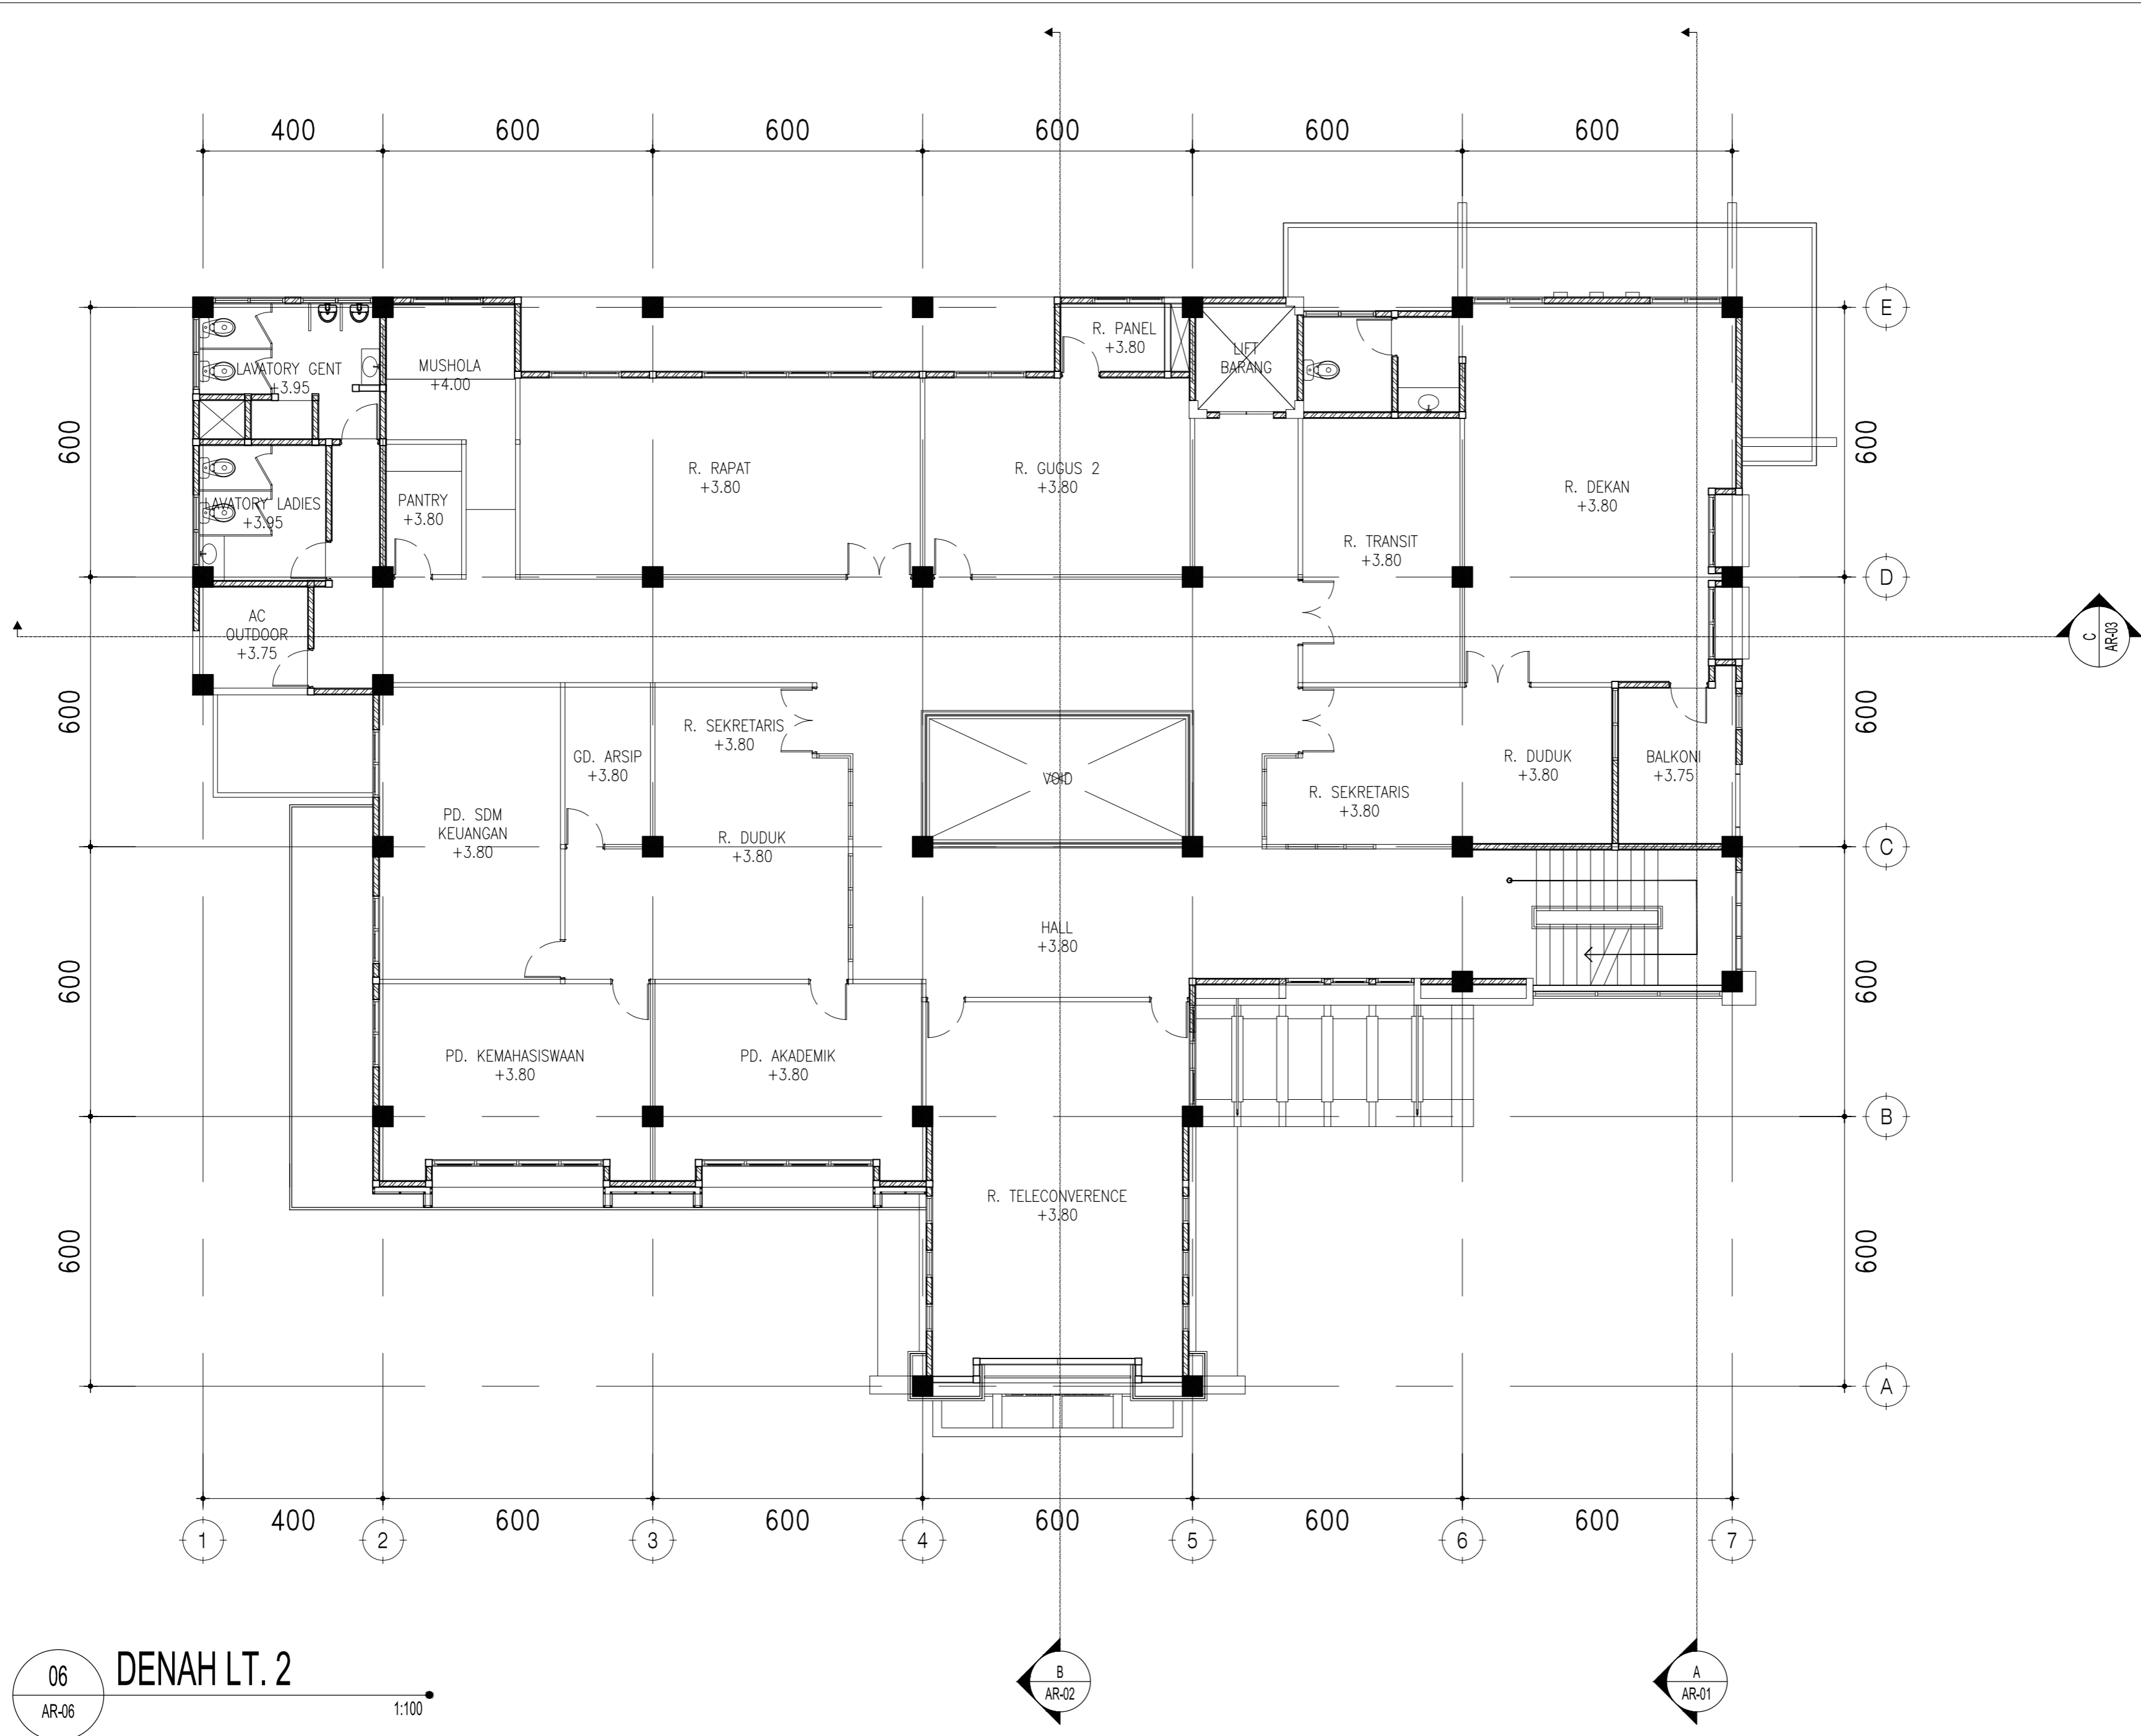 400 600 600 600 600 600
E
R. PANEL
+3.80
LIFT
BARANG
MUSHOLA
+4.00
LAVATORY GENT
+3.95
600
600
R. RAPAT
+3.80
R. GUGUS 2
+3.80
R. DEKAN
+3.80
PANTRY
+3.80
LAVATORY LADIES
+3.95
R. TRANSIT
+3.80
D
AC
OUTDOOR
+3.75
C
AR-03
600
600
R. SEKRETARIS
+3.80
GD. ARSIP
+3.80
VOID
R. DUDUK
+3.80
BALKONI
+3.75
R. SEKRETARIS
+3.80
PD. SDM
KEUANGAN
+3.80
R. DUDUK
+3.80
C
HALL
+3.80
600
600
PD. KEMAHASISWAAN
+3.80
PD. AKADEMIK
+3.80
B
R. TELECONVERENCE
+3.80
600
600
A
400 600 600 600 600 600
1 2 3 4 5 6 7
06
AR-06
DENAH LT. 2
1:100
B
AR-02
A
AR-01